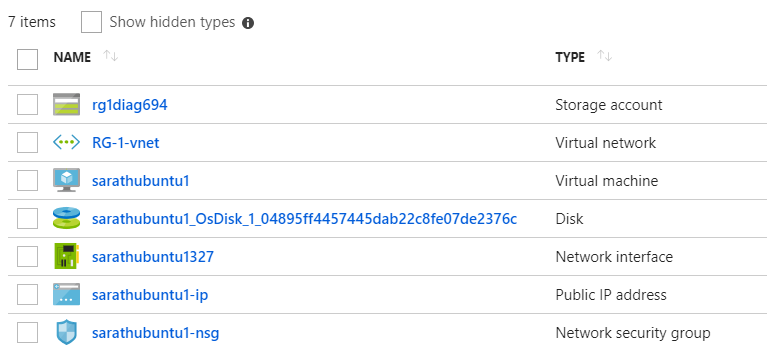 7 items Show hidden types
NAME TYPE
rg1diag694 Storage account
RG-1-vnet Virtual network
sarathubuntu1 Virtual machine
sarathubuntu1_OsDisk_1_04895ff4457445dab22c8fe07de2376c Disk
sarathubuntu1327 Network interface
sarathubuntu1-ip Public IP address
sarathubuntu1-nsg Network security group